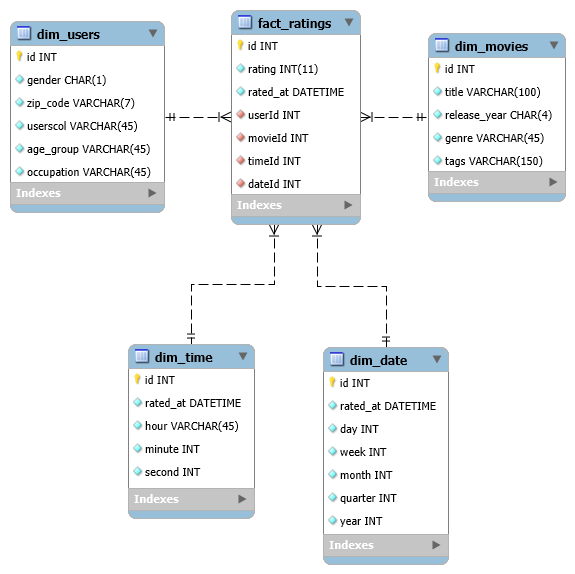 dim_users
id INT
gender CHAR(1)
zip_code VARCHAR(7)
userscol VARCHAR(45)
age_group VARCHAR(45)
occupation VARCHAR(45)
Indexes
fact_ratings
id INT
rating INT(11)
rated_at DATETIME
userId INT
movieId INT
timeId INT
dateId INT
Indexes
dim_movies
id INT
title VARCHAR(100)
release_year CHAR(4)
genre VARCHAR(45)
tags VARCHAR(150)
Indexes
dim_time
id INT
rated_at DATETIME
hour VARCHAR(45)
minute INT
second INT
Indexes
dim_date
id INT
rated_at DATETIME
day INT
week INT
month INT
quarter INT
year INT
Indexes